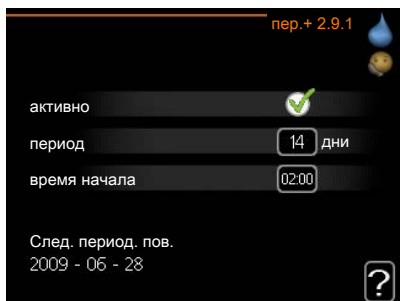 пер.+ 2.9.1
активно
период 14 дни
время начала 02:00
След. период. пов.
2009 - 06 - 28
?